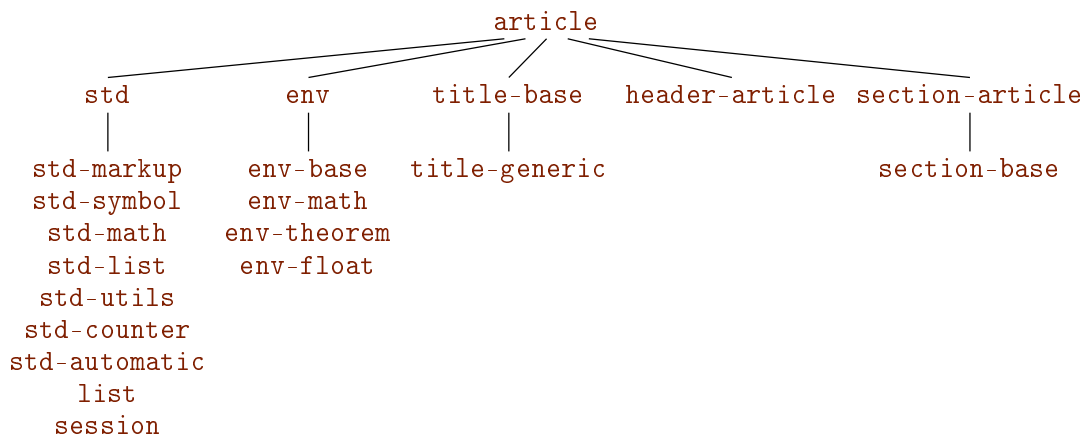 article
std env title-base header-article section-article
std-markup env-base title-generic section-base
std-symbol env-math
std-math env-theorem
std-list env-float
std-utils
std-counter
std-automatic
list
session